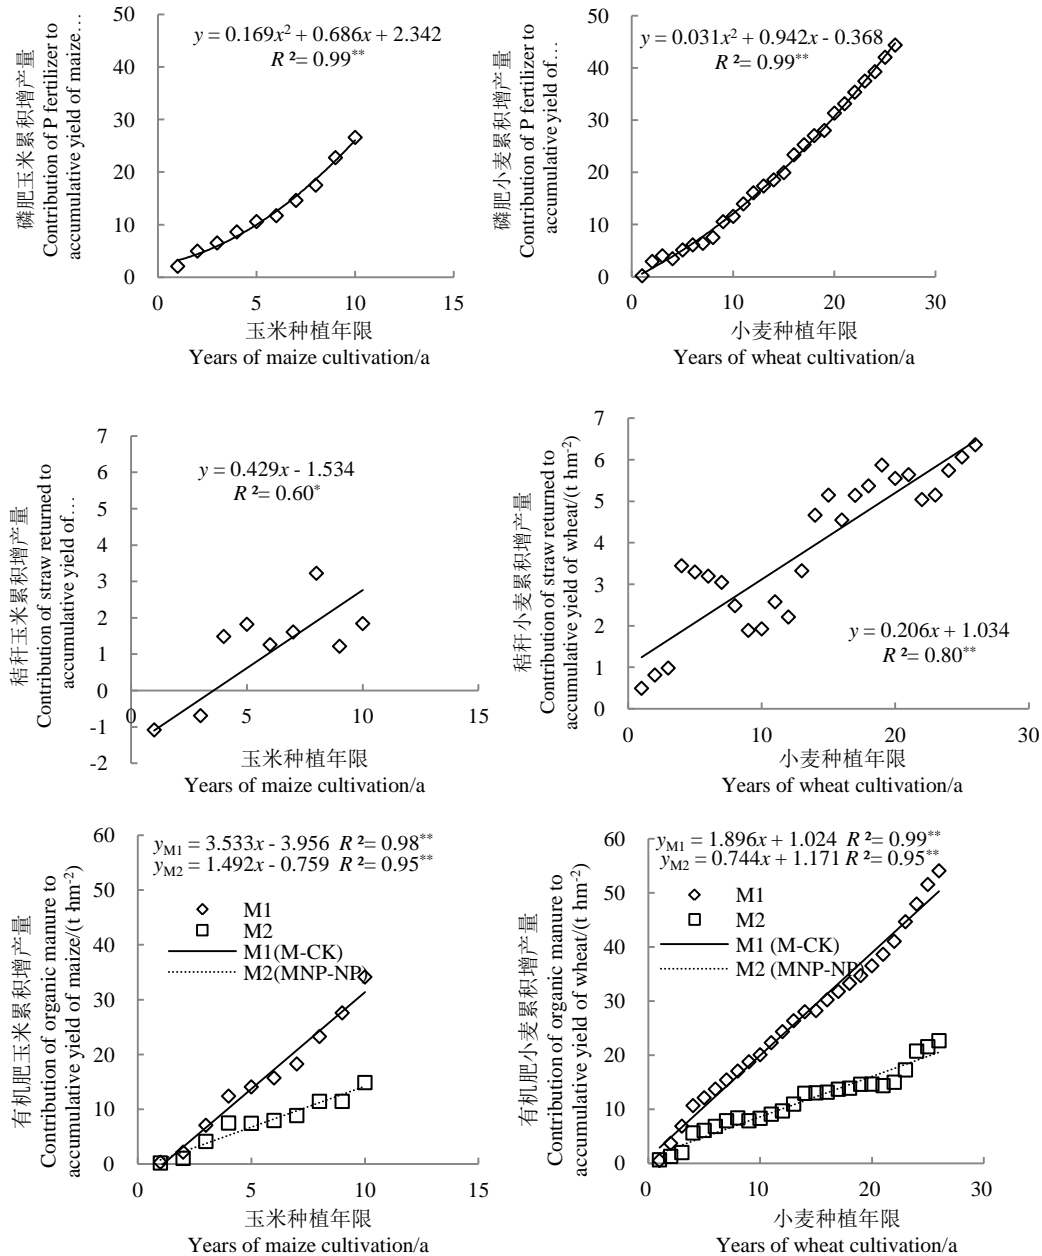 磷肥玉米累积增产量
Contribution of P fertilizer to
accumulative yield of maize…
50
40
30
20
10
0
y = 0.169x² + 0.686x + 2.342
R ²= 0.99**
0 5 10 15
玉米种植年限
Years of maize cultivation/a
磷肥小麦累积增产量
Contribution of P fertilizer to
accumulative yield of…
50
40
30
20
10
0
y = 0.031x² + 0.942x - 0.368
R ²= 0.99**
0 10 20 30
小麦种植年限
Years of wheat cultivation/a
秸秆玉米累积增产量
Contribution of straw returned to
accumulative yield of…
7
6
5
4
3
2
1
0
-1
-2
y = 0.429x - 1.534
R ²= 0.60*
0 5 10 15
玉米种植年限
Years of maize cultivation/a
秸秆小麦累积增产量
Contribution of straw returned to
accumulative yield of wheat/(t hm⁻²)
7
6
5
4
3
2
1
0
y = 0.206x + 1.034
R ²= 0.80**
0 10 20 30
小麦种植年限
Years of wheat cultivation/a
有机肥玉米累积增产量
Contribution of organic manure to
accumulative yield of maize/(t hm⁻²)
60
50
40
30
20
10
0
yM1 = 3.533x - 3.956 R ²= 0.98**
yM2 = 1.492x - 0.759 R ²= 0.95**
M1
M2
M1(M-CK)
M2(MNP-NP)
0 5 10 15
玉米种植年限
Years of maize cultivation/a
有机肥小麦累积增产量
Contribution of organic manure to
accumulative yield of wheat/(t hm⁻²)
60
50
40
30
20
10
0
yM1 = 1.896x + 1.024 R ²= 0.99**
yM2 = 0.744x + 1.171 R ²= 0.95**
M1
M2
M1 (M-CK)
M2 (MNP-NP)
0 10 20 30
小麦种植年限
Years of wheat cultivation/a